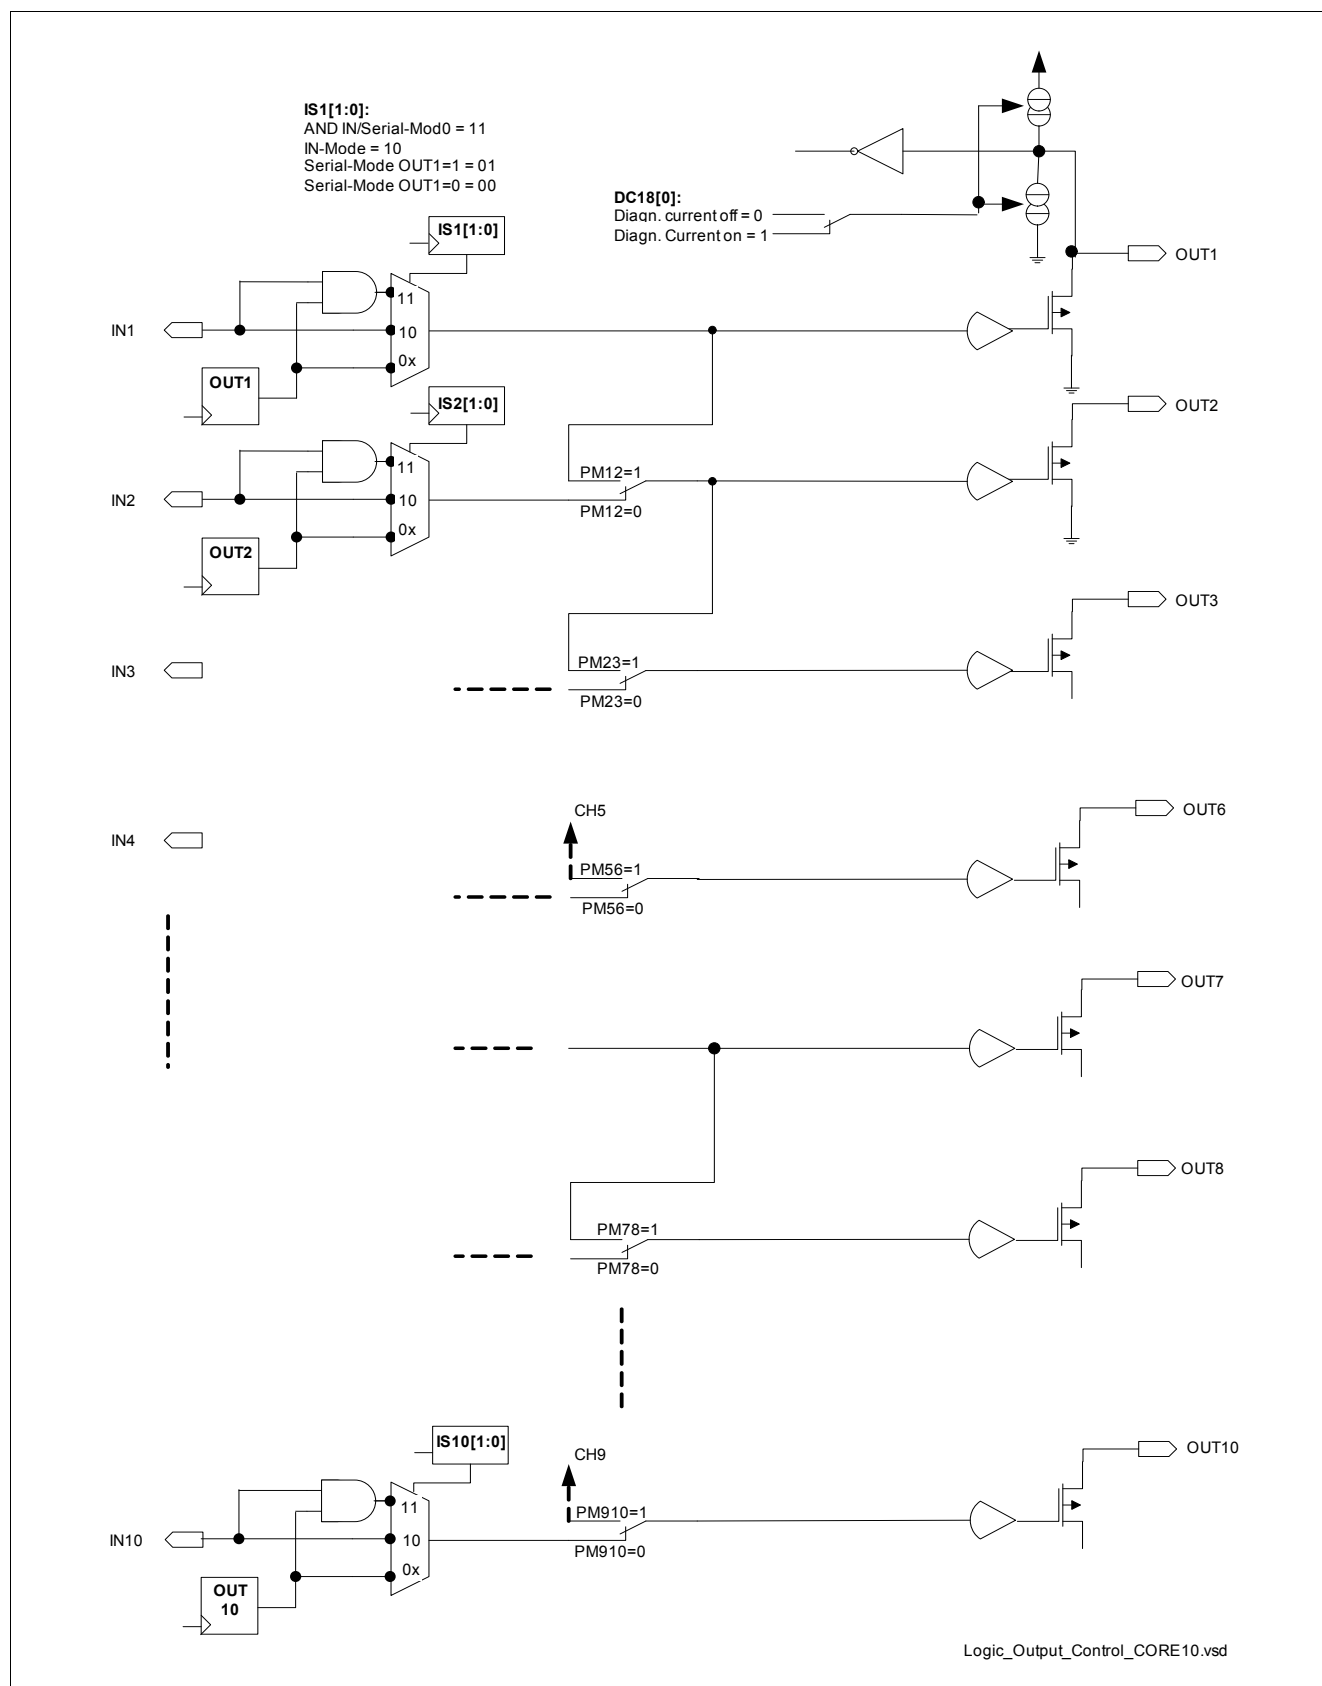 IS1[1:0]:
AND IN/Serial-Mod0 = 11
IN-Mode = 10
Serial-Mode OUT1=1 = 01
Serial-Mode OUT1=0 = 00
DC18[0]:
Diagn. current off = 0
Diagn. Current on = 1
IS1[1:0]
OUT1
11
IN1
10
0x
OUT1
IS2[1:0]
OUT2
11
PM12=1
IN2
10
PM12=0
0x
OUT2
OUT3
PM23=1
IN3
PM23=0
CH5
OUT6
IN4
PM56=1
PM56=0
OUT7
OUT8
PM78=1
PM78=0
IS10[1:0]
CH9
OUT10
11
PM910=1
IN10
10
PM910=0
0x
OUT
10
Logic_Output_Control_CORE10.vsd